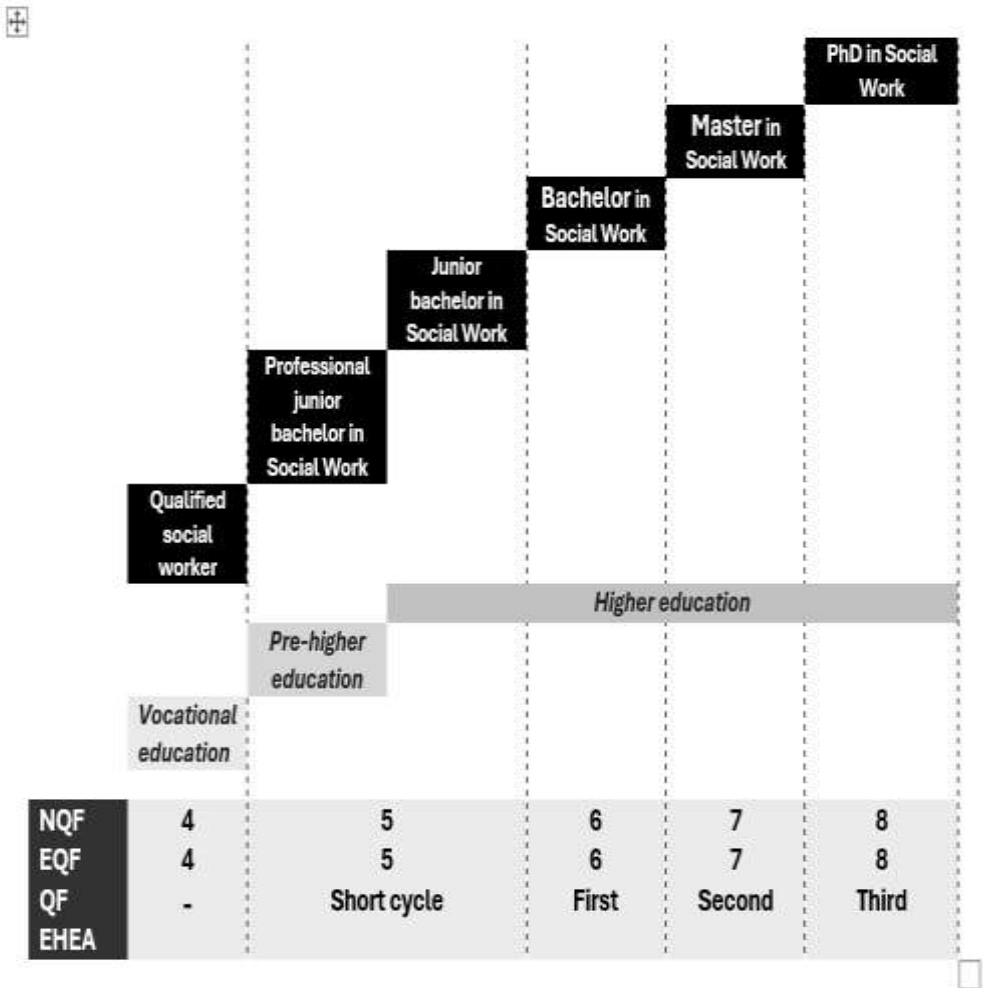 PhD in Social
Work
Master in
Social Work
Bachelor in
Social Work
Junior
bachelor in
Social Work
Professional
junior
bachelor in
Social Work
Qualified
social
worker
Higher education
Pre-higher
education
Vocational
education
NQF 4 5 6 7 8
EQF 4 5 6 7 8
QF - Short cycle First Second Third
EHEA